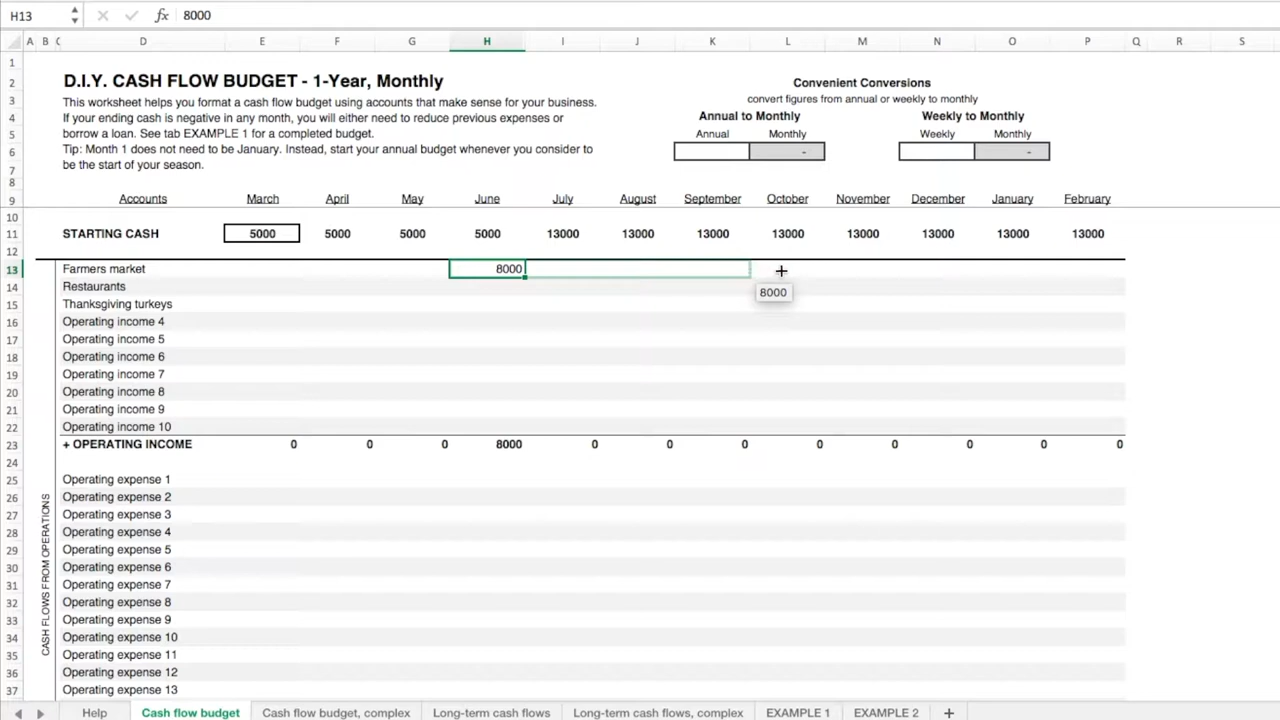 H13 fx 8000
A B C D E F G H I J K L M N O P Q R S
1
2 D.I.Y. CASH FLOW BUDGET - 1-Year, Monthly Convenient Conversions
3 This worksheet helps you format a cash flow budget using accounts that make sense for your business. convert figures from annual or weekly to monthly
4 If your ending cash is negative in any month, you will either need to reduce previous expenses or Annual to Monthly Weekly to Monthly
5 borrow a loan. See tab EXAMPLE 1 for a completed budget. Annual Monthly Weekly Monthly
6 Tip: Month 1 does not need to be January. Instead, start your annual budget whenever you consider to - -
7 be the start of your season.
8
9 Accounts March April May June July August September October November December January February
10
11 STARTING CASH 5000 5000 5000 5000 13000 13000 13000 13000 13000 13000 13000 13000
12
13 Farmers market 8000
8000
14 Restaurants
15 Thanksgiving turkeys
16 Operating income 4
17 Operating income 5
18 Operating income 6
19 Operating income 7
20 Operating income 8
21 Operating income 9
22 Operating income 10
23 + OPERATING INCOME 0 0 0 8000 0 0 0 0 0 0 0 0
24
25 Operating expense 1
26 Operating expense 2
27 Operating expense 3
28 Operating expense 4
29 Operating expense 5
30 Operating expense 6
31 Operating expense 7
32 Operating expense 8
33 Operating expense 9
34 Operating expense 10
35 Operating expense 11
36 Operating expense 12
37 Operating expense 13
CASH FLOWS FROM OPERATIONS
Help Cash flow budget Cash flow budget, complex Long-term cash flows Long-term cash flows, complex EXAMPLE 1 EXAMPLE 2 +